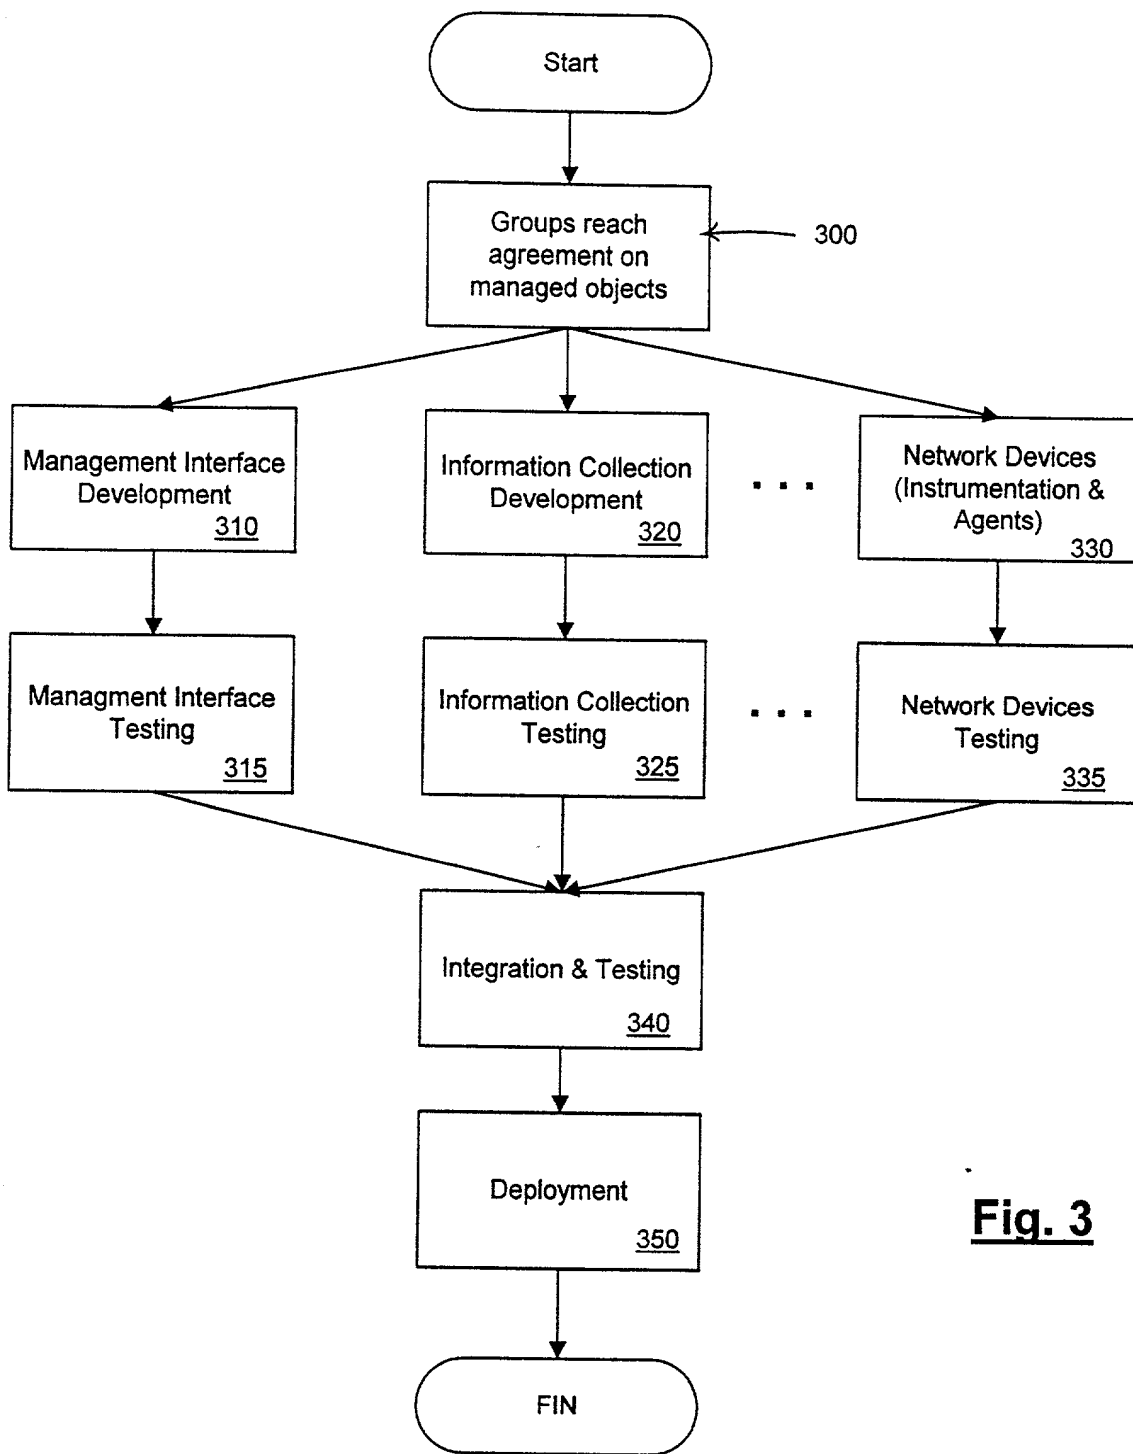 Start
Groups reach
agreement on
managed objects
300
Management Interface
Development
310
Information Collection
Development
320
. . .
Network Devices
(Instrumentation &
Agents)
330
Managment Interface
Testing
315
Information Collection
Testing
325
. . .
Network Devices
Testing
335
Integration & Testing
340
Deployment
350
Fig. 3
FIN